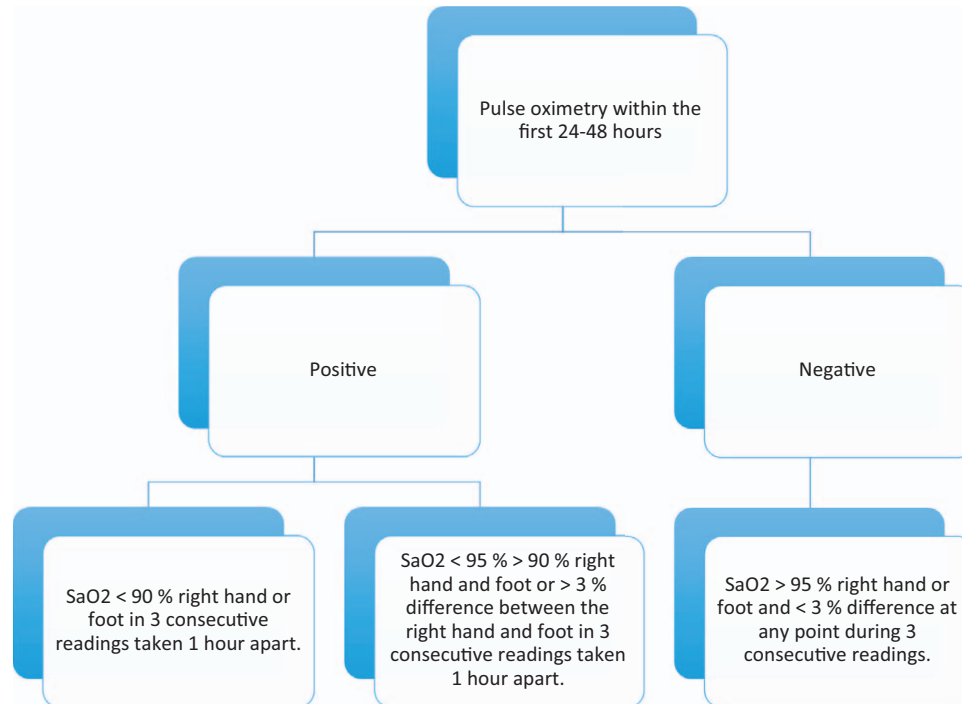 Pulse oximetry within the
first 24-48 hours
Positive
Negative
SaO2 < 90 % right hand or
foot in 3 consecutive
readings taken 1 hour apart.
SaO2 < 95 % > 90 % right
hand and foot or > 3 %
difference between the
right hand and foot in 3
consecutive readings taken
1 hour apart.
SaO2 > 95 % right hand or
foot and < 3 % difference at
any point during 3
consecutive readings.